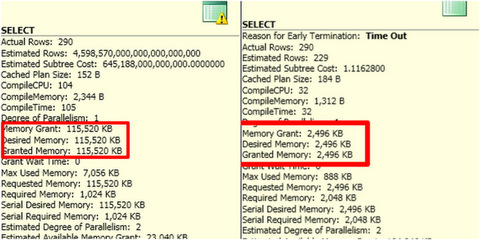 SELECT
Actual Rows: 290
Estimated Rows: 4,598,570,000,000,000,000,000
Estimated Subtree Cost: 645,188,000,000,000.0000000
Cached Plan Size: 152 B
CompileCPU: 104
CompileMemory: 2,344 B
CompileTime: 105
Degree of Parallelism: 1
Memory Grant: 115,520 KB
Desired Memory: 115,520 KB
Granted Memory: 115,520 KB
Grant Wait Time: 0
Max Used Memory: 7,056 KB
Requested Memory: 115,520 KB
Required Memory: 1,024 KB
Serial Desired Memory: 115,520 KB
Serial Required Memory: 1,024 KB
Estimated Degree of Parallelism: 2
Estimated Available Memory Grant: 23,040 KB
SELECT
Reason for Early Termination: Time Out
Actual Rows: 290
Estimated Rows: 229
Estimated Subtree Cost: 1.1162800
Cached Plan Size: 184 B
CompileCPU: 32
CompileMemory: 1,312 B
CompileTime: 32
Degree of Parallelism: 1
Memory Grant: 2,496 KB
Desired Memory: 2,496 KB
Granted Memory: 2,496 KB
Grant Wait Time: 0
Max Used Memory: 888 KB
Requested Memory: 2,496 KB
Required Memory: 2,048 KB
Serial Desired Memory: 2,496 KB
Serial Required Memory: 2,048 KB
Estimated Degree of Parallelism: 2